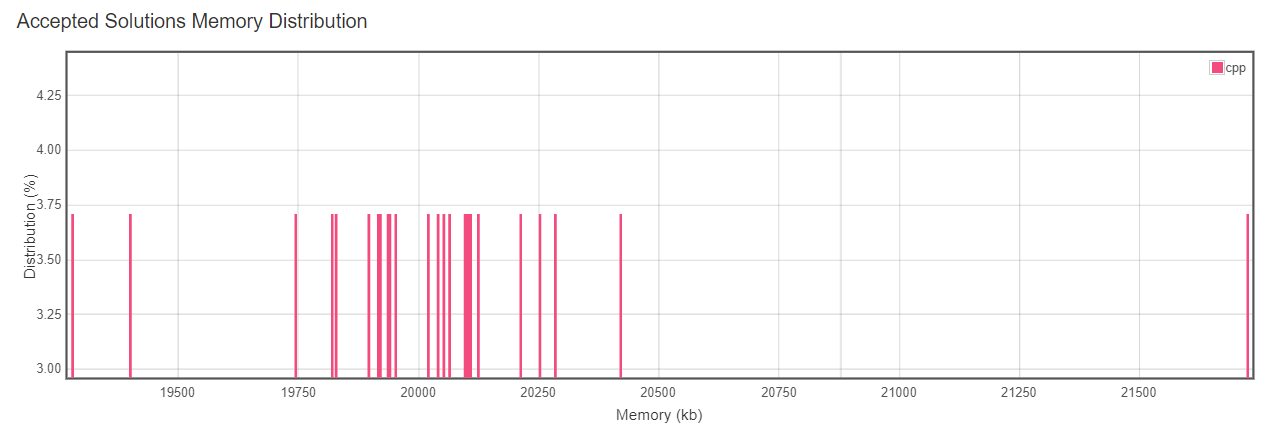 Accepted Solutions Memory Distribution
cpp
4.25
4.00
3.75
3.50
3.25
3.00
Distribution (%)
19500 19750 20000 20250 20500 20750 21000 21250 21500
Memory (kb)